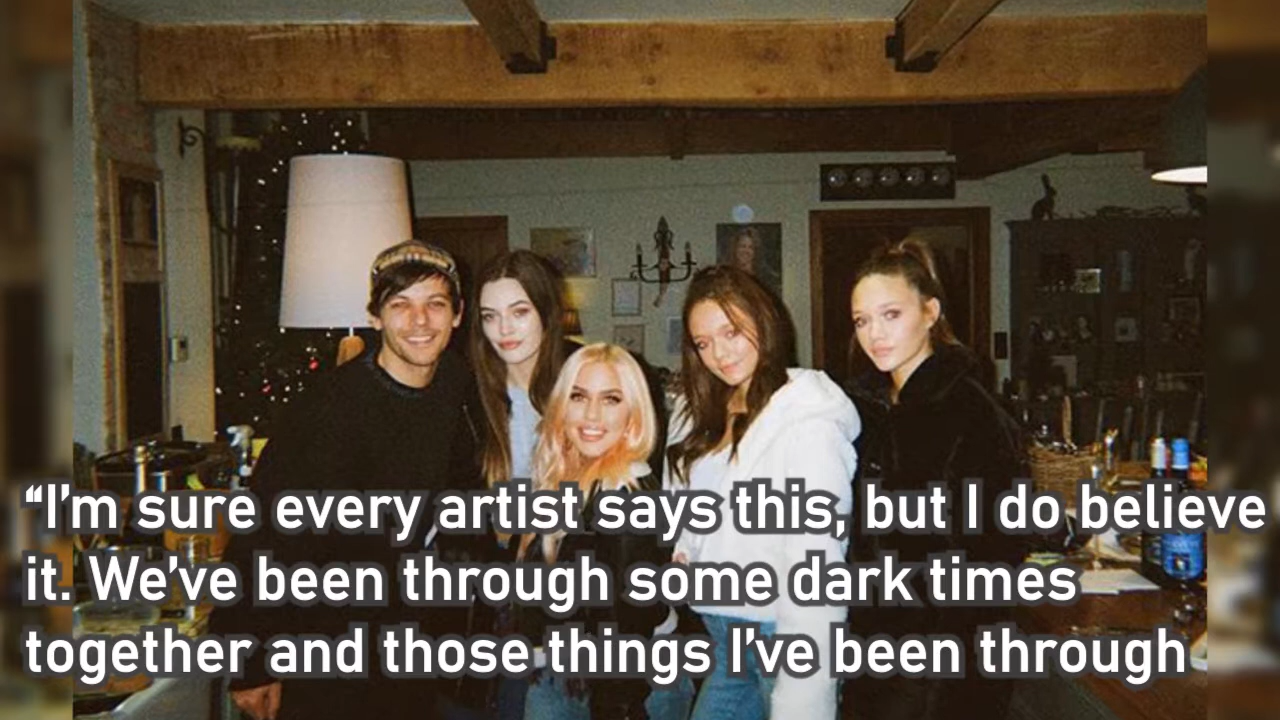 “I’m sure every artist says this, but I do believe
it. We’ve been through some dark times
together and those things I’ve been through